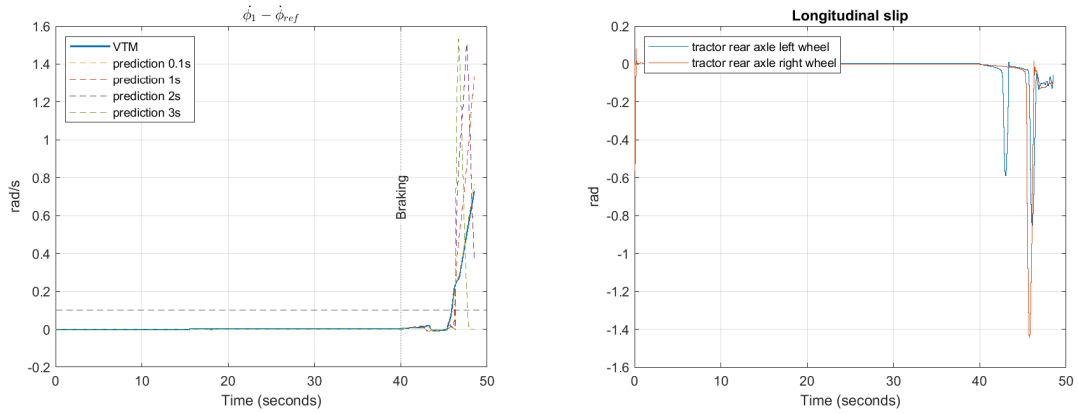 φ̇₁ − φ̇ref
1.6
1.4
1.2
1
0.8
0.6
0.4
0.2
0
-0.2
rad/s
VTM
prediction 0.1s
prediction 1s
prediction 2s
prediction 3s
Braking
0 10 20 30 40 50
Time (seconds)
Longitudinal slip
0.2
0
-0.2
-0.4
-0.6
-0.8
-1
-1.2
-1.4
-1.6
rad
tractor rear axle left wheel
tractor rear axle right wheel
0 10 20 30 40 50
Time (seconds)